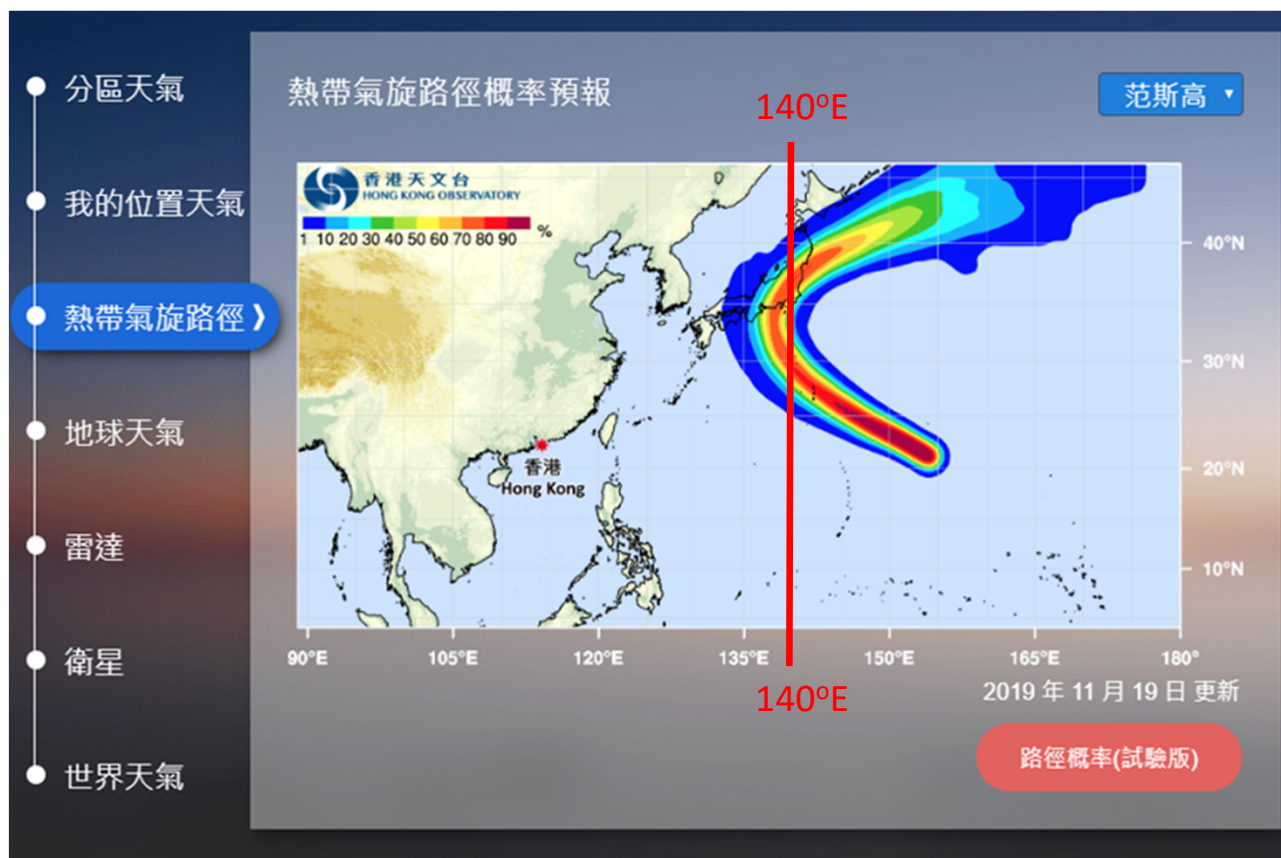 分區天氣
我的位置天氣
熱帶氣旋路徑 ❯
地球天氣
雷達
衛星
世界天氣
熱帶氣旋路徑概率預報
范斯高 ▼
140°E
香港天文台
HONG KONG OBSERVATORY
1 10 20 30 40 50 60 70 80 90 %
40°N
30°N
20°N
10°N
香港
Hong Kong
90°E 105°E 120°E 135°E 150°E 165°E 180°
140°E
2019 年 11 月 19 日 更新
路徑概率(試驗版)